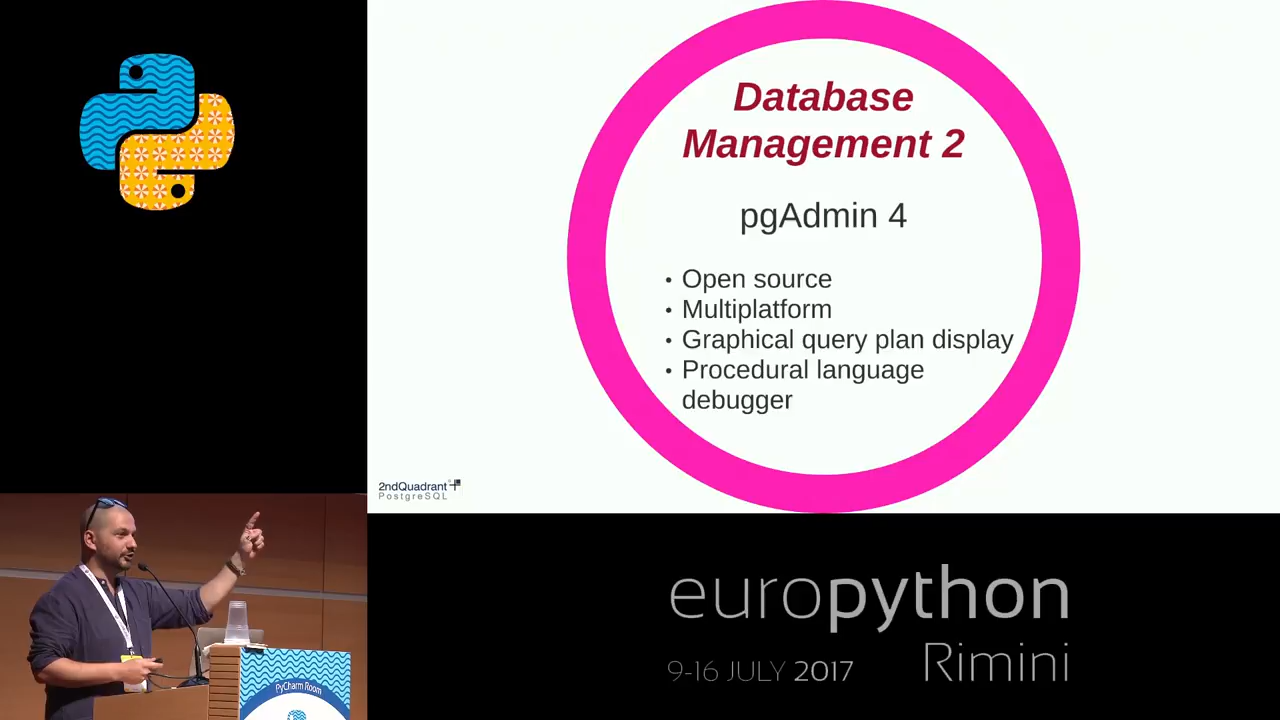 Database
Management 2
pgAdmin 4
• Open source
• Multiplatform
• Graphical query plan display
• Procedural language
debugger
2ndQuadrant
PostgreSQL
PyCharm Room
europython
Rimini
9-16 JULY 2017